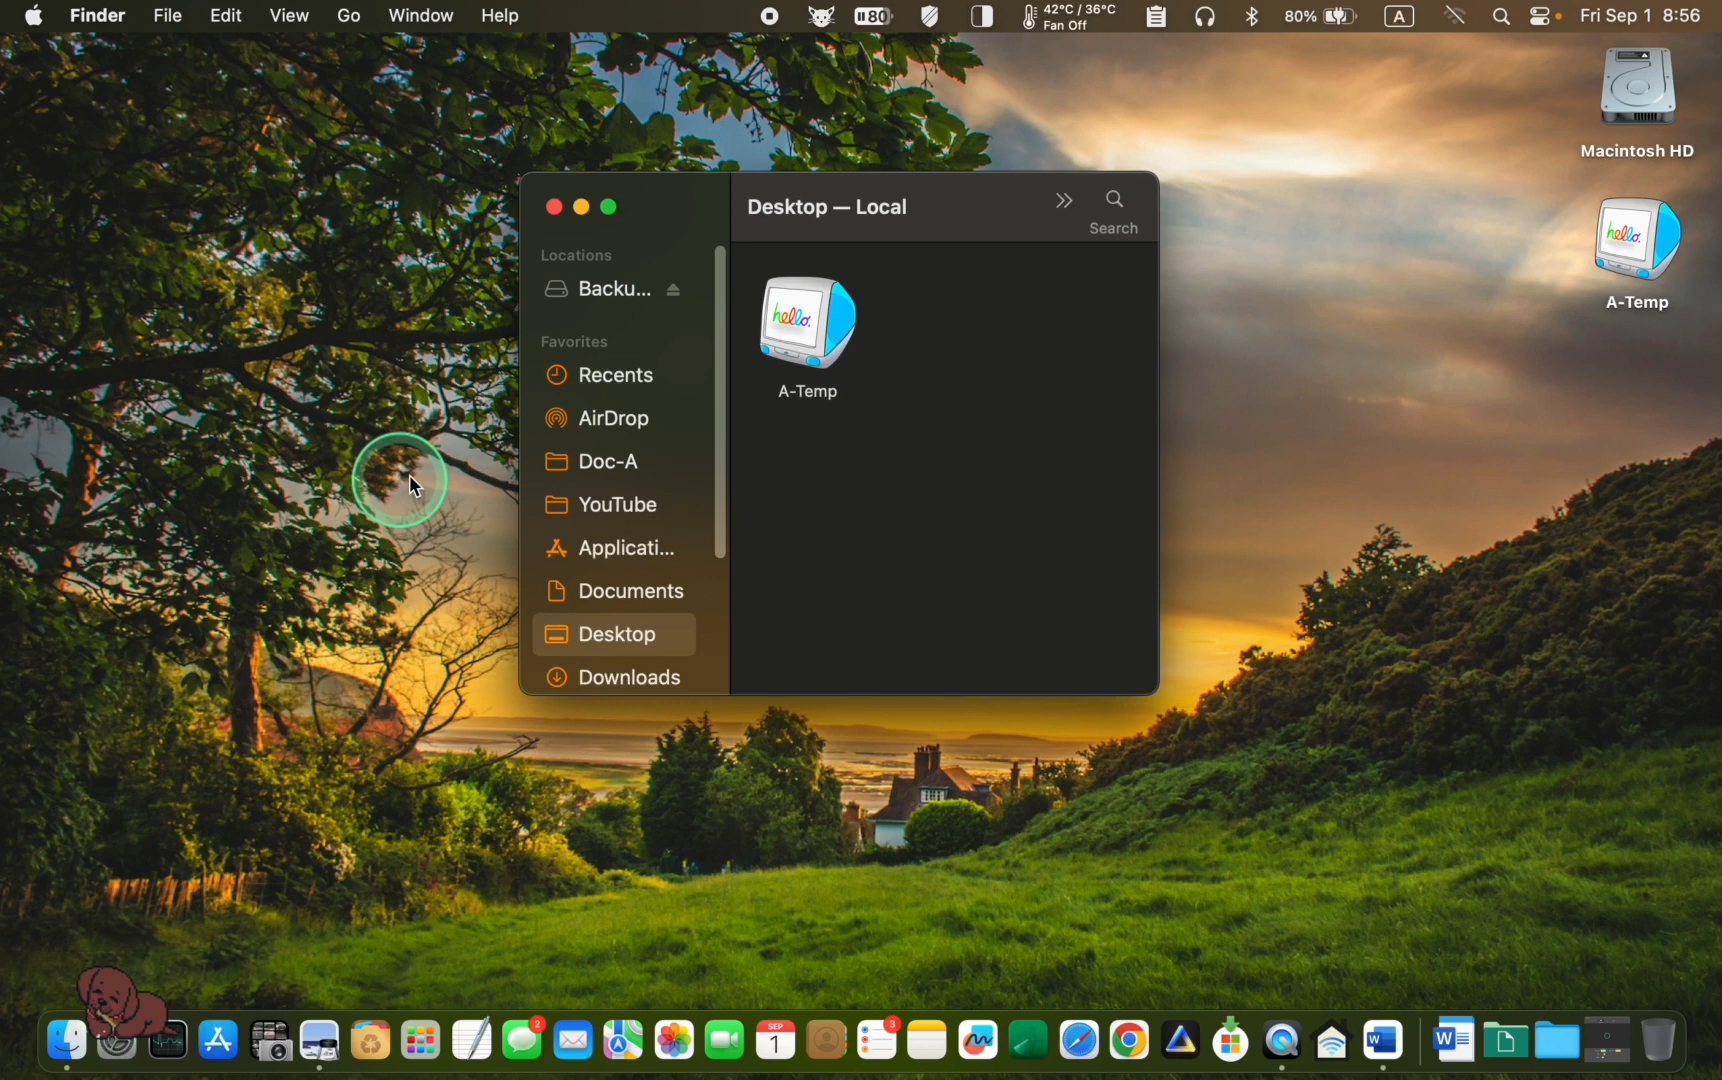 Finder File Edit View Go Window Help
80
42°C / 36°C
Fan Off
80%
A
Fri Sep 1 8:56
Macintosh HD
hello.
A-Temp
Desktop — Local
Search
Locations
Backu...
Favorites
Recents
AirDrop
Doc-A
YouTube
Applicati...
Documents
Desktop
Downloads
hello.
A-Temp
2
SEP
1
3
W
W